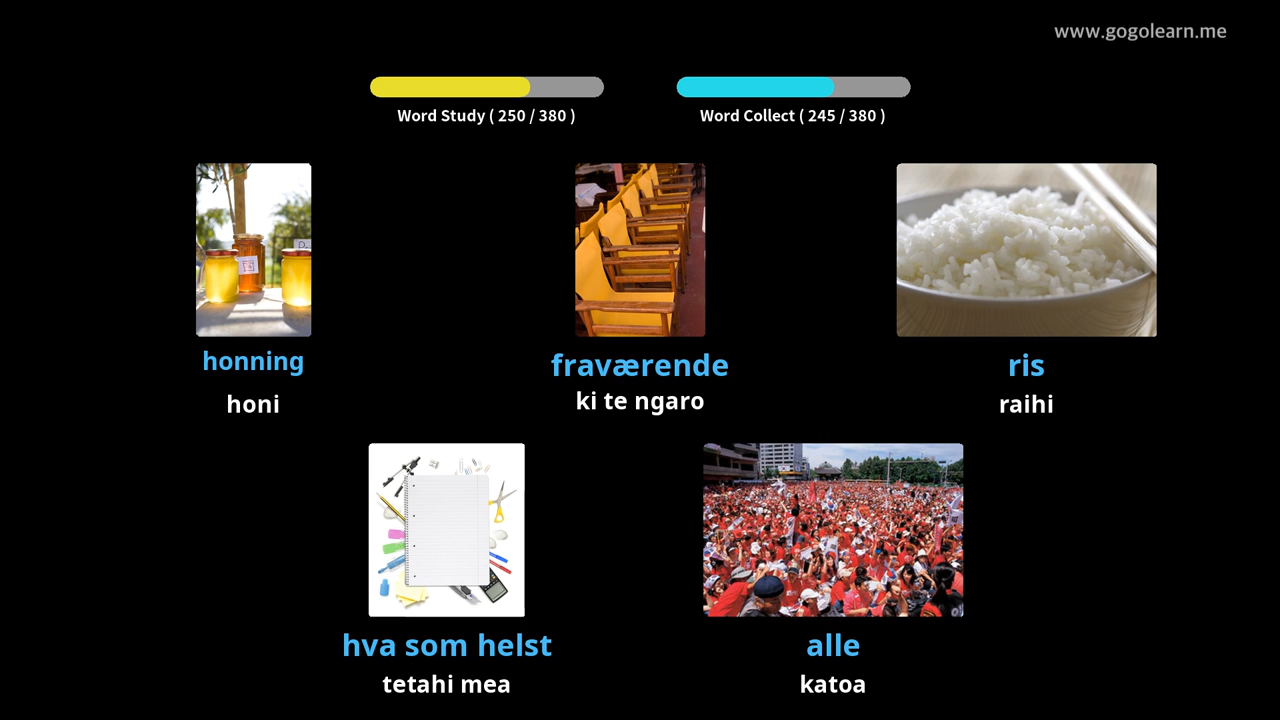 www.gogolearn.me
Word Study ( 250 / 380 )
Word Collect ( 245 / 380 )
honning
honi
fraværende
ki te ngaro
ris
raihi
hva som helst
tetahi mea
alle
katoa